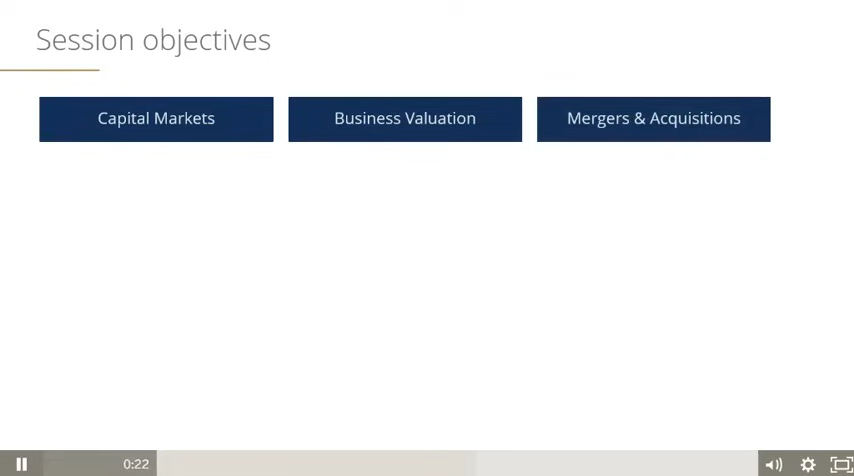 Session objectives
Capital Markets
Business Valuation
Mergers & Acquisitions
0:22